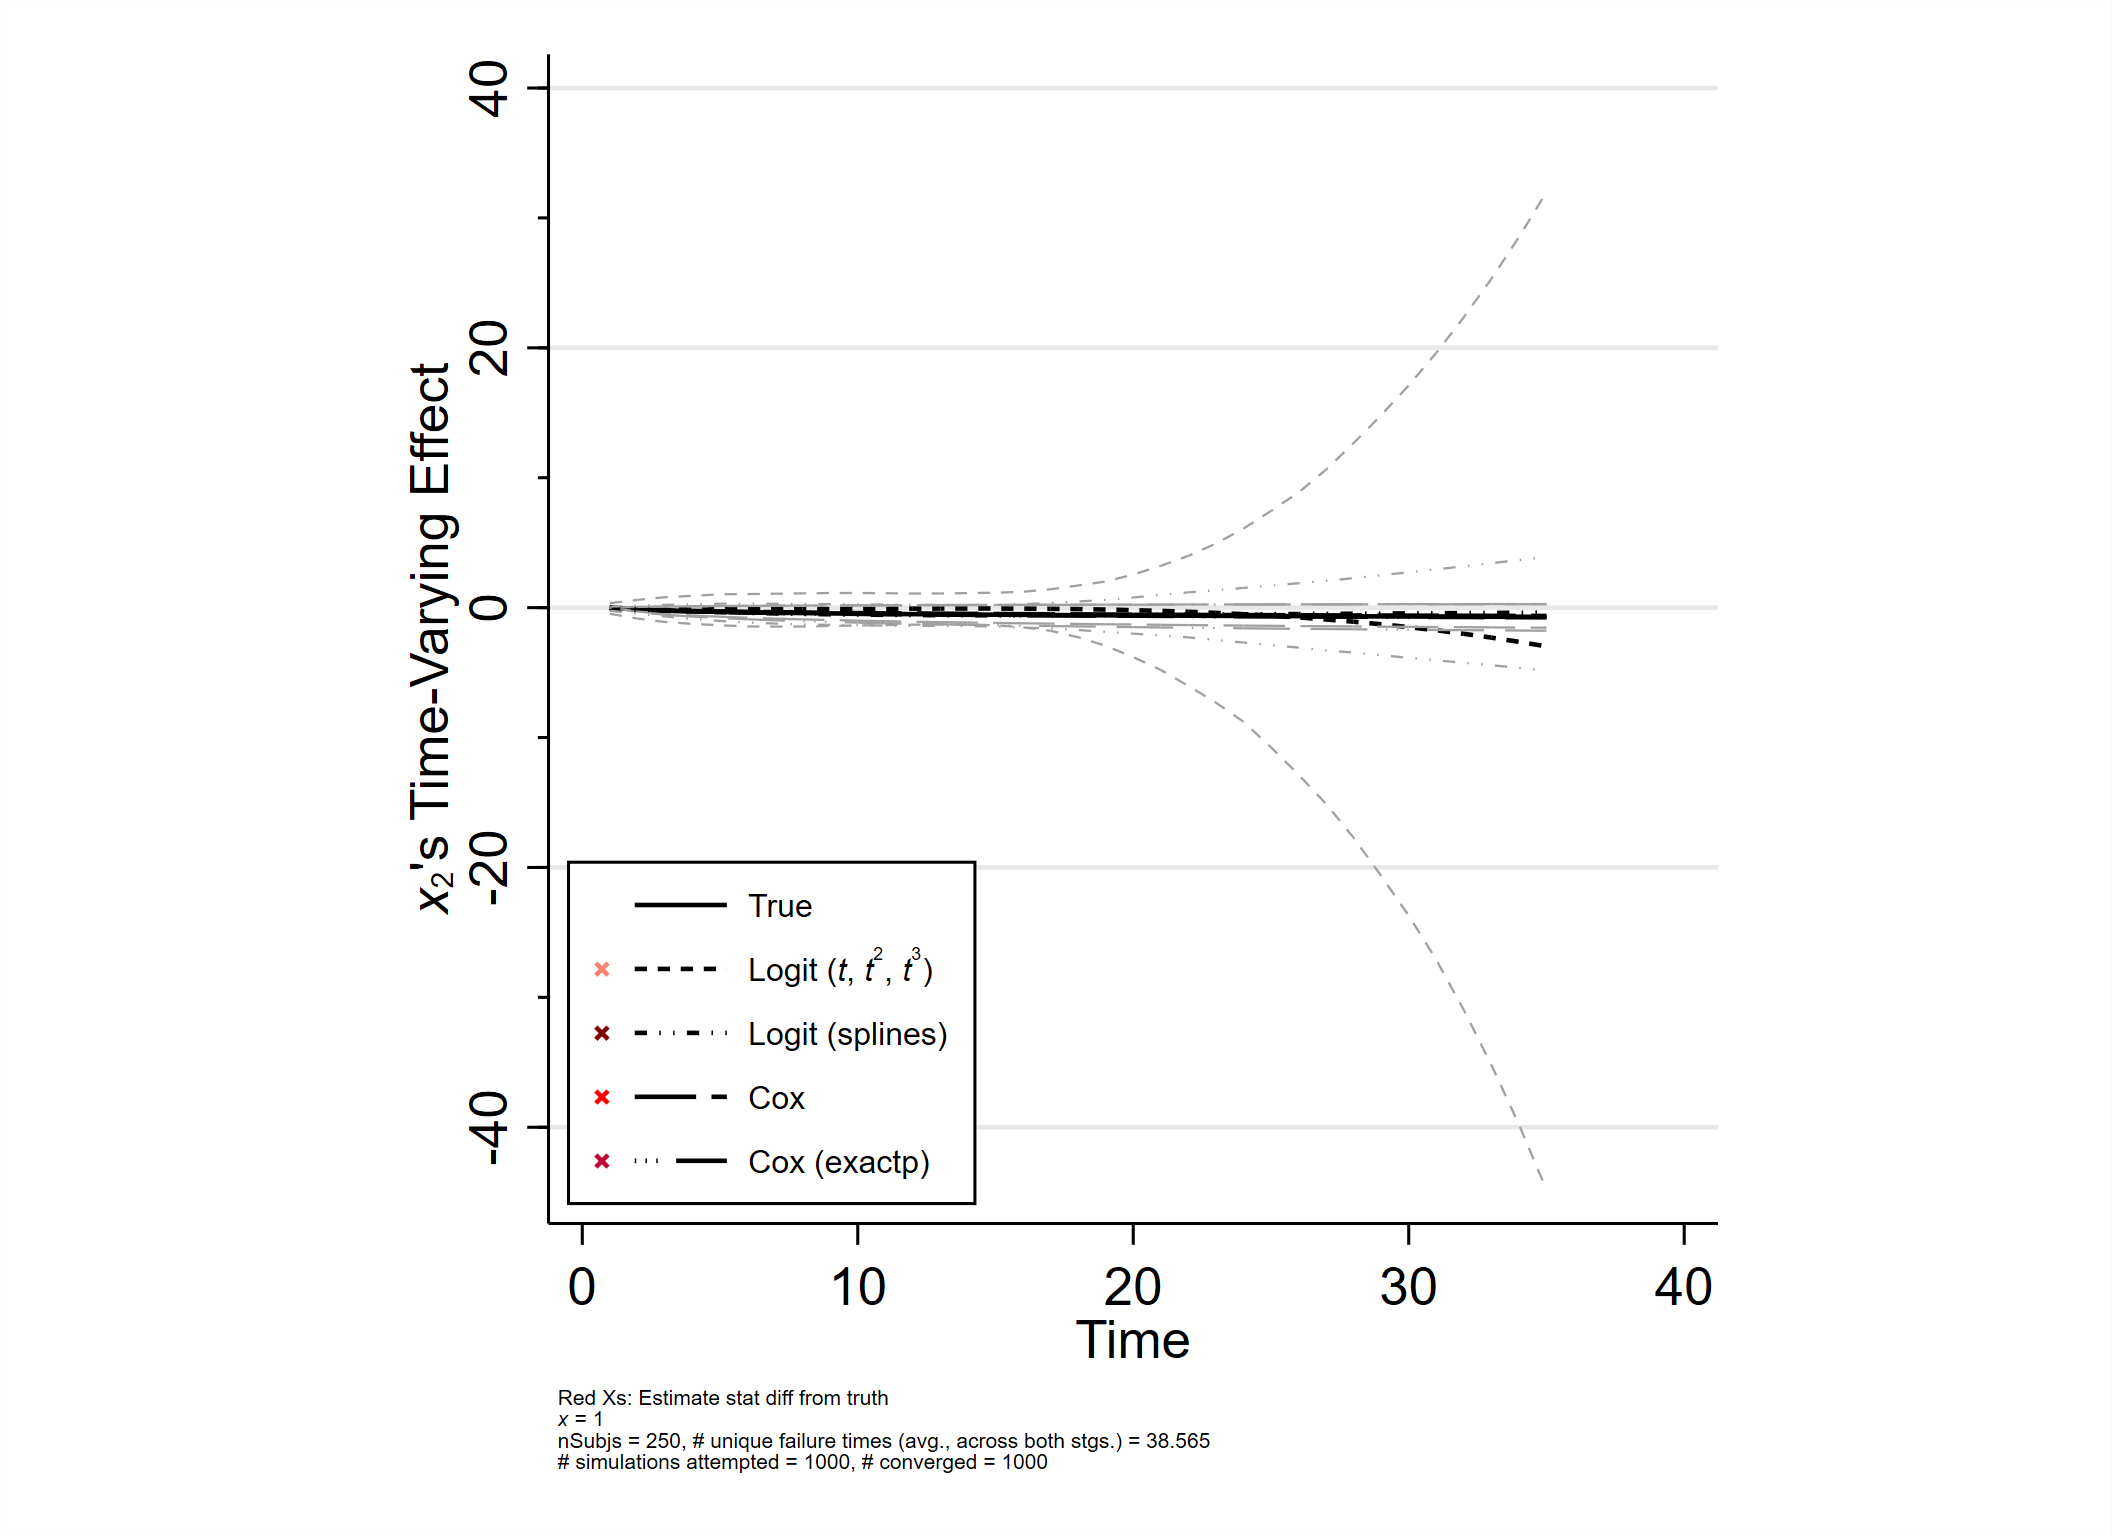 40
20
0
-20
-40
x₂'s Time-Varying Effect
True
Logit (t, t², t³)
Logit (splines)
Cox
Cox (exactp)
0 10 20 30 40
Time
Red Xs: Estimate stat diff from truth
x = 1
nSubjs = 250, # unique failure times (avg., across both stgs.) = 38.565
# simulations attempted = 1000, # converged = 1000